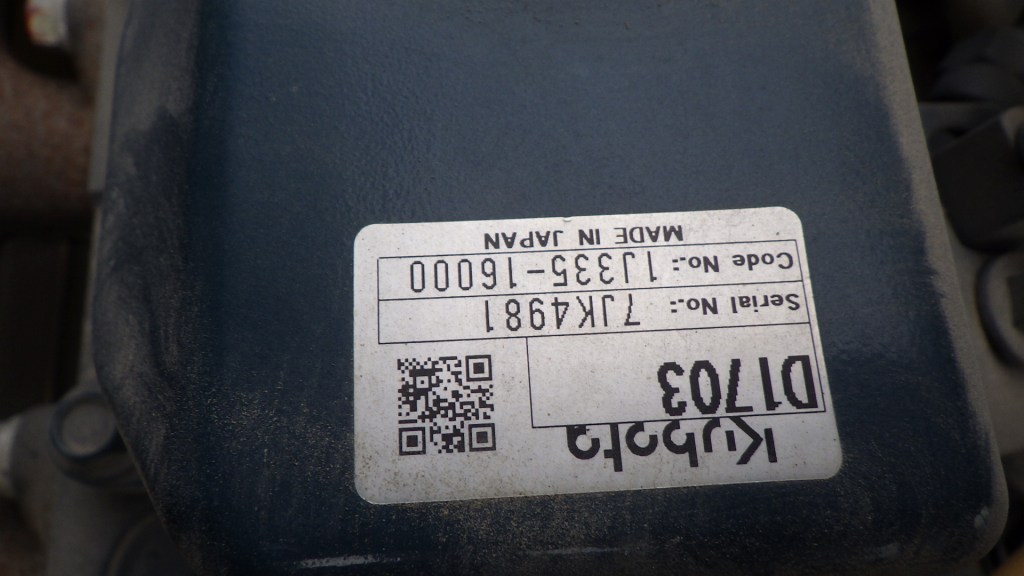 Kubota
D1703
Serial No.: 7JK4981
Code No.: 1J335-16000
MADE IN JAPAN